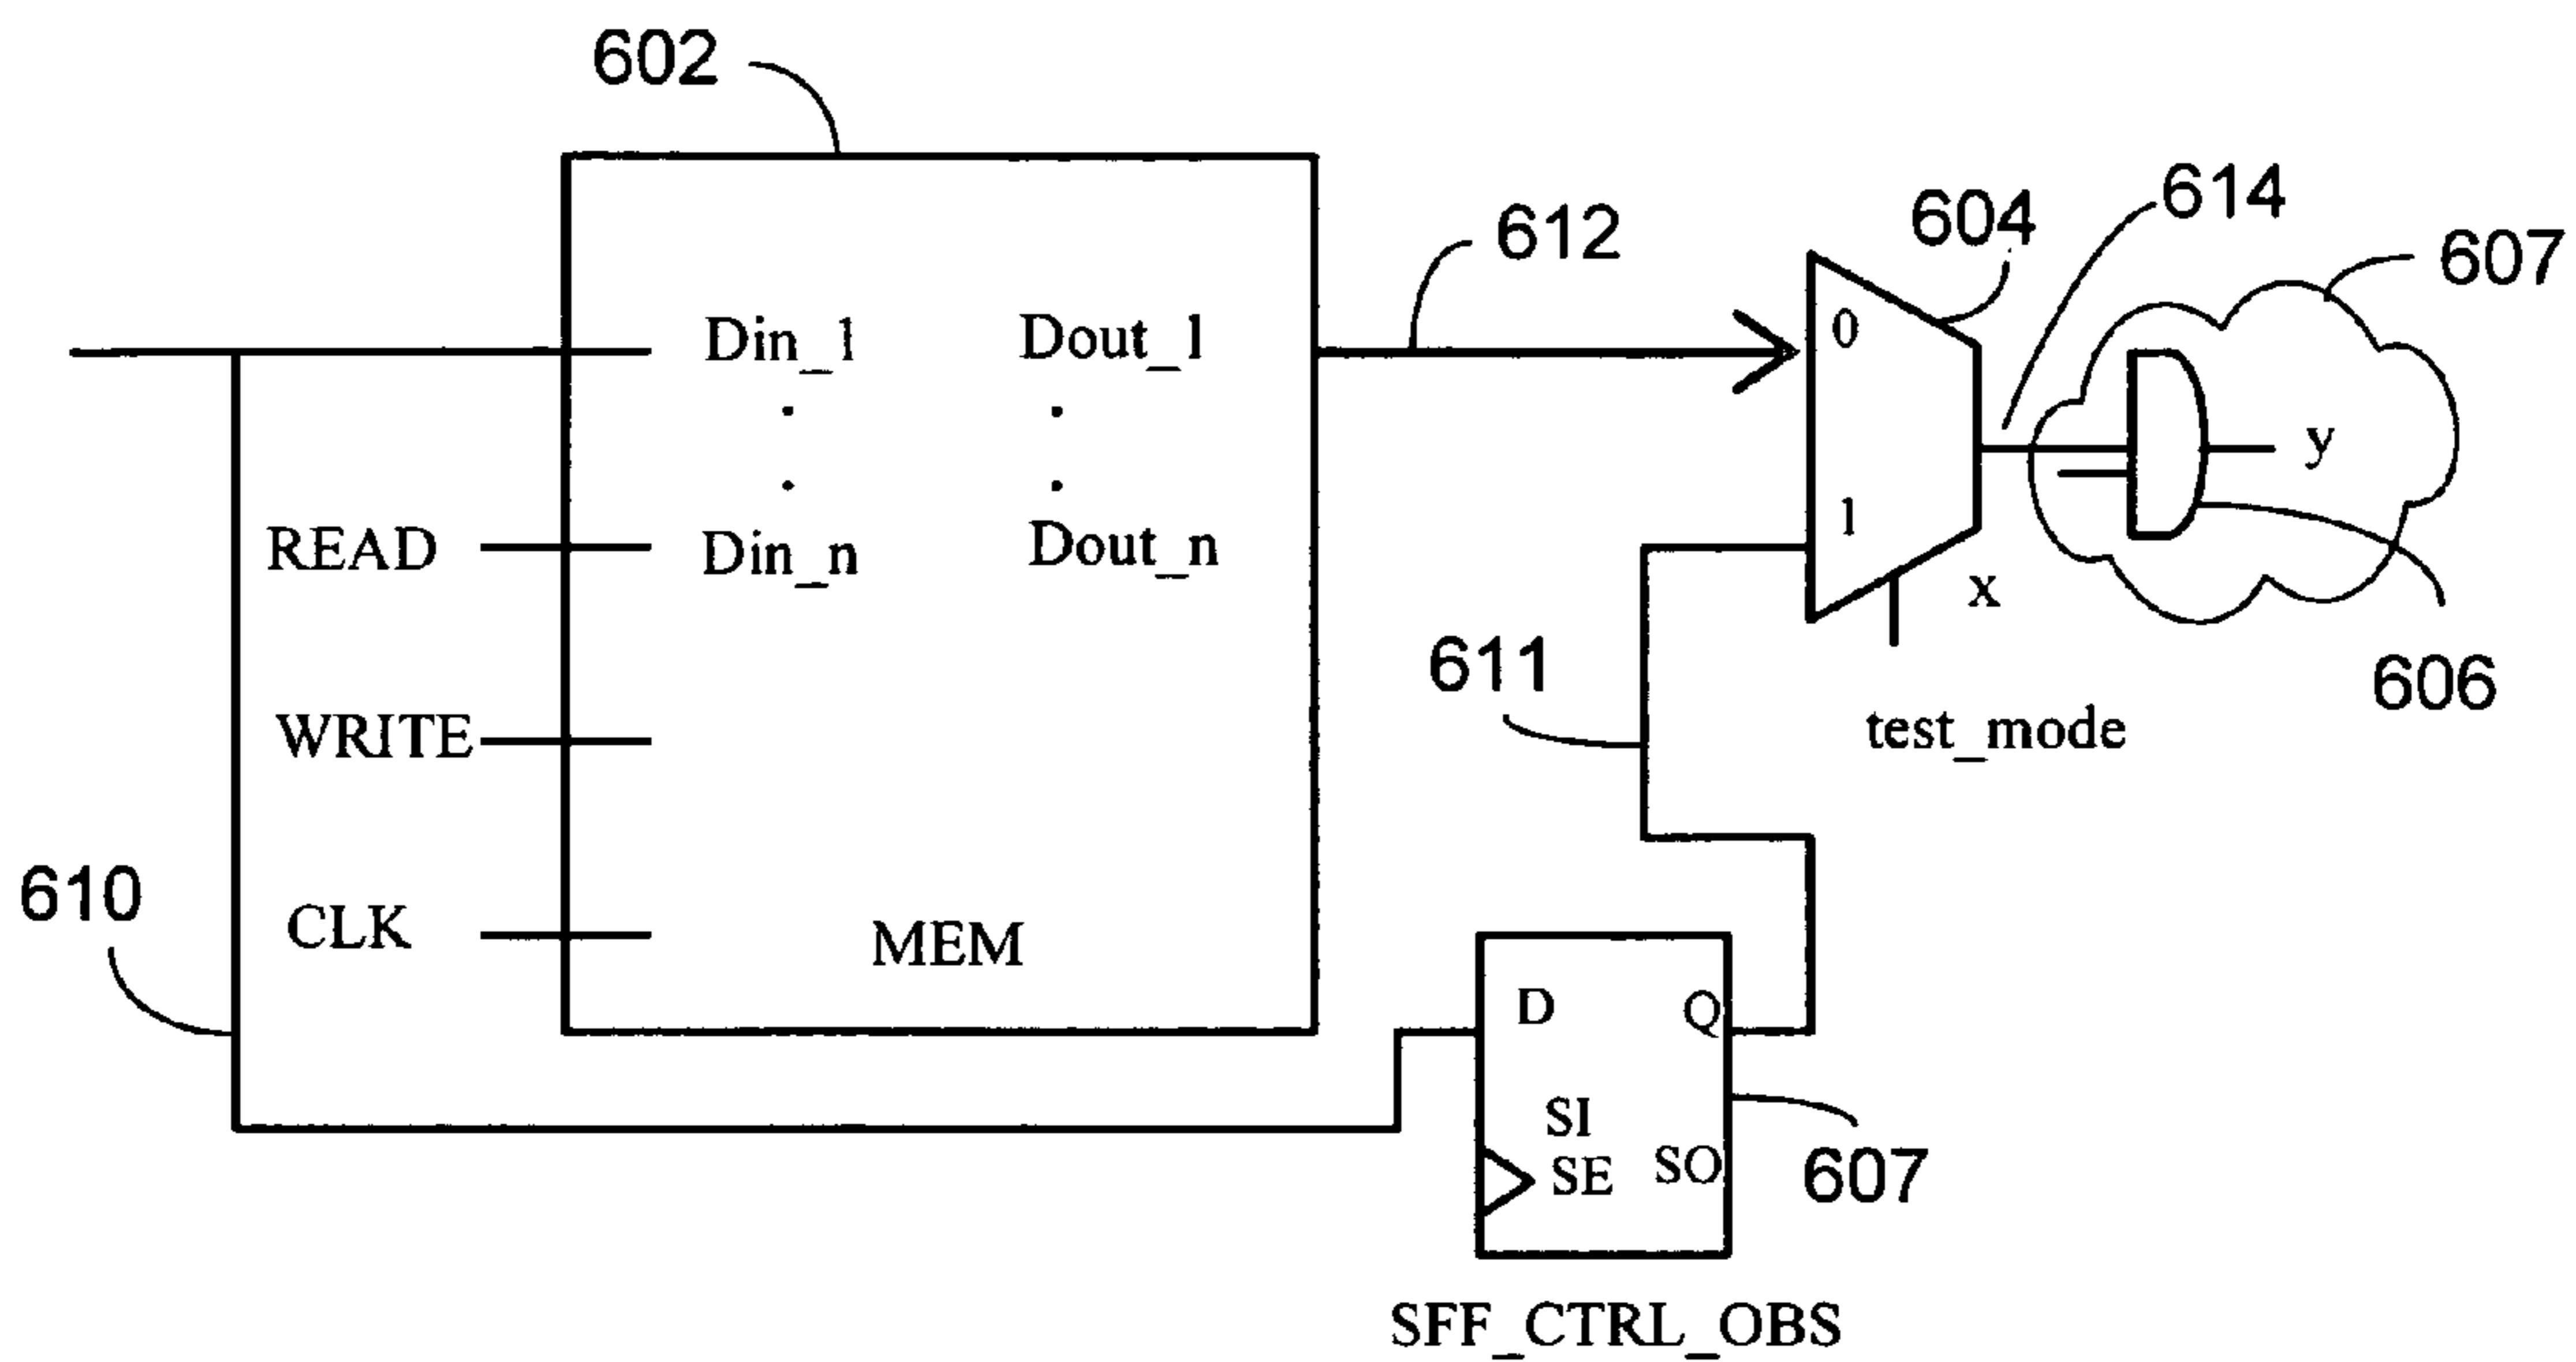 602
614
604
612
607
0
Din_1
Dout_1
y
1
READ
Din_n
Dout_n
x
611
606
WRITE
test_mode
610
CLK
MEM
D
Q
SI
SE
SO
607
SFF_CTRL_OBS